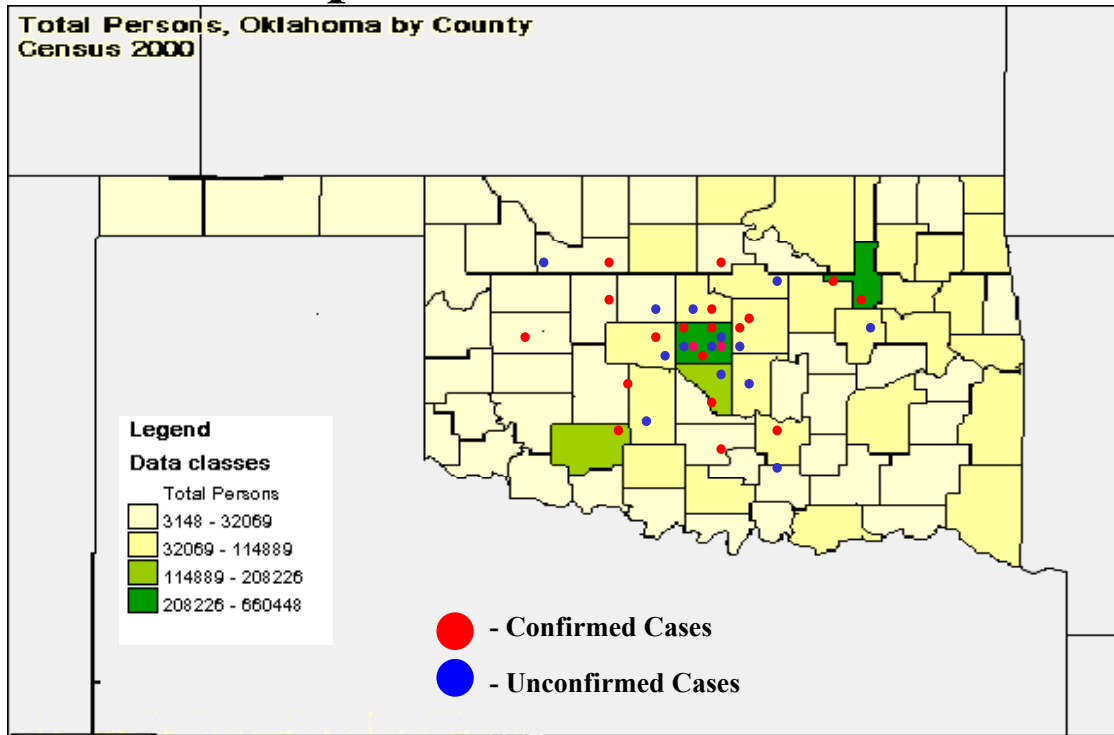 Total Persons, Oklahoma by County
Census 2000
Legend
Data classes
Total Persons
3148 - 32069
32069 - 114889
114889 - 208226
208226 - 660448
- Confirmed Cases
- Unconfirmed Cases